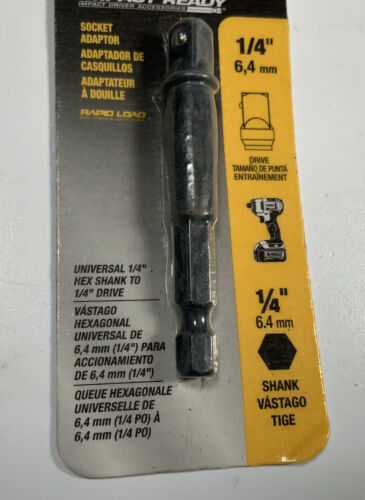 IMPACT READY
IMPACT DRIVER ACCESSORIES
SOCKET
ADAPTOR
ADAPTADOR DE
CASQUILLOS
ADAPTATEUR
À DOUILLE
RAPID LOAD
1/4"
6,4 mm
DRIVE
TAMAÑO DE PUNTA
ENTRAÎNEMENT
DEWALT
UNIVERSAL 1/4"
HEX SHANK TO
1/4" DRIVE
VÁSTAGO
HEXAGONAL
UNIVERSAL DE
6,4 mm (1/4") PARA
ACCIONAMIENTO
DE 6,4 mm (1/4")
QUEUE HEXAGONALE
UNIVERSELLE DE
6,4 mm (1/4 PO) À
6,4 mm (1/4 PO)
1/4"
6.4 mm
SHANK
VÁSTAGO
TIGE